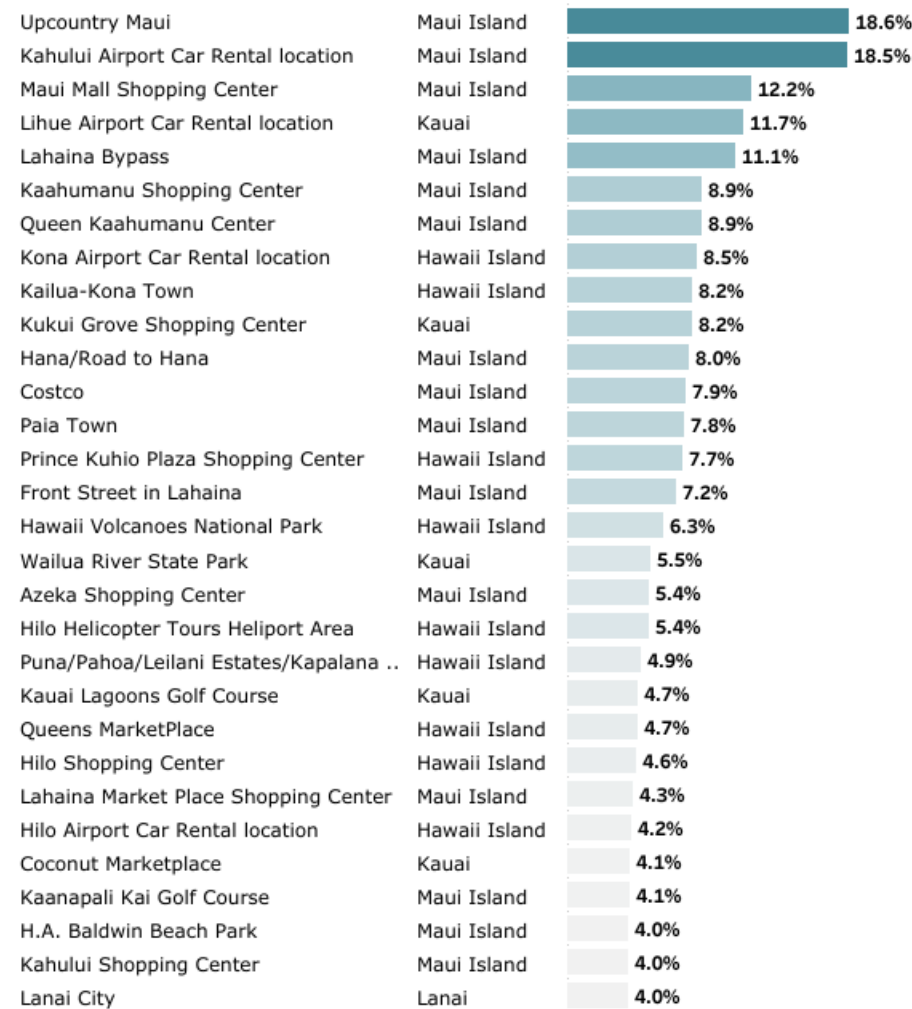 Upcountry Maui Maui Island 18.6%
Kahului Airport Car Rental location Maui Island 18.5%
Maui Mall Shopping Center Maui Island 12.2%
Lihue Airport Car Rental location Kauai 11.7%
Lahaina Bypass Maui Island 11.1%
Kaahumanu Shopping Center Maui Island 8.9%
Queen Kaahumanu Center Maui Island 8.9%
Kona Airport Car Rental location Hawaii Island 8.5%
Kailua-Kona Town Hawaii Island 8.2%
Kukui Grove Shopping Center Kauai 8.2%
Hana/Road to Hana Maui Island 8.0%
Costco Maui Island 7.9%
Paia Town Maui Island 7.8%
Prince Kuhio Plaza Shopping Center Hawaii Island 7.7%
Front Street in Lahaina Maui Island 7.2%
Hawaii Volcanoes National Park Hawaii Island 6.3%
Wailua River State Park Kauai 5.5%
Azeka Shopping Center Maui Island 5.4%
Hilo Helicopter Tours Heliport Area Hawaii Island 5.4%
Puna/Pahoa/Leilani Estates/Kapalana .. Hawaii Island 4.9%
Kauai Lagoons Golf Course Kauai 4.7%
Queens MarketPlace Hawaii Island 4.7%
Hilo Shopping Center Hawaii Island 4.6%
Lahaina Market Place Shopping Center Maui Island 4.3%
Hilo Airport Car Rental location Hawaii Island 4.2%
Coconut Marketplace Kauai 4.1%
Kaanapali Kai Golf Course Maui Island 4.1%
H.A. Baldwin Beach Park Maui Island 4.0%
Kahului Shopping Center Maui Island 4.0%
Lanai City Lanai 4.0%